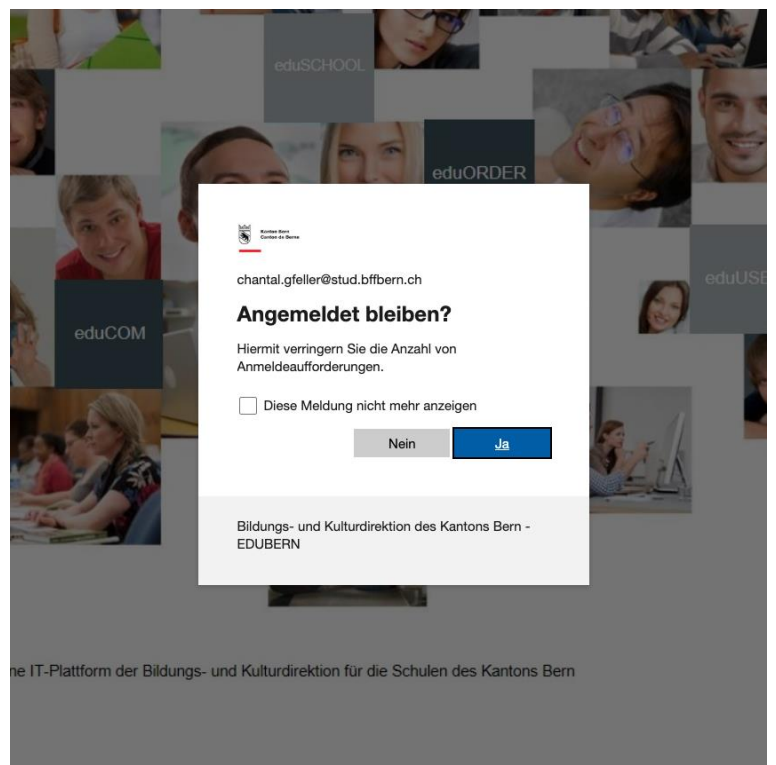 eduSCHOOL
eduORDER
eduCOM
Kanton Bern
Canton de Berne
chantal.gfeller@stud.bffbern.ch
Angemeldet bleiben?
Hiermit verringern Sie die Anzahl von
Anmeldeaufforderungen.
Diese Meldung nicht mehr anzeigen
Nein
Ja
Bildungs- und Kulturdirektion des Kantons Bern -
EDUBERN
IT-Plattform der Bildungs- und Kulturdirektion für die Schulen des Kantons Bern